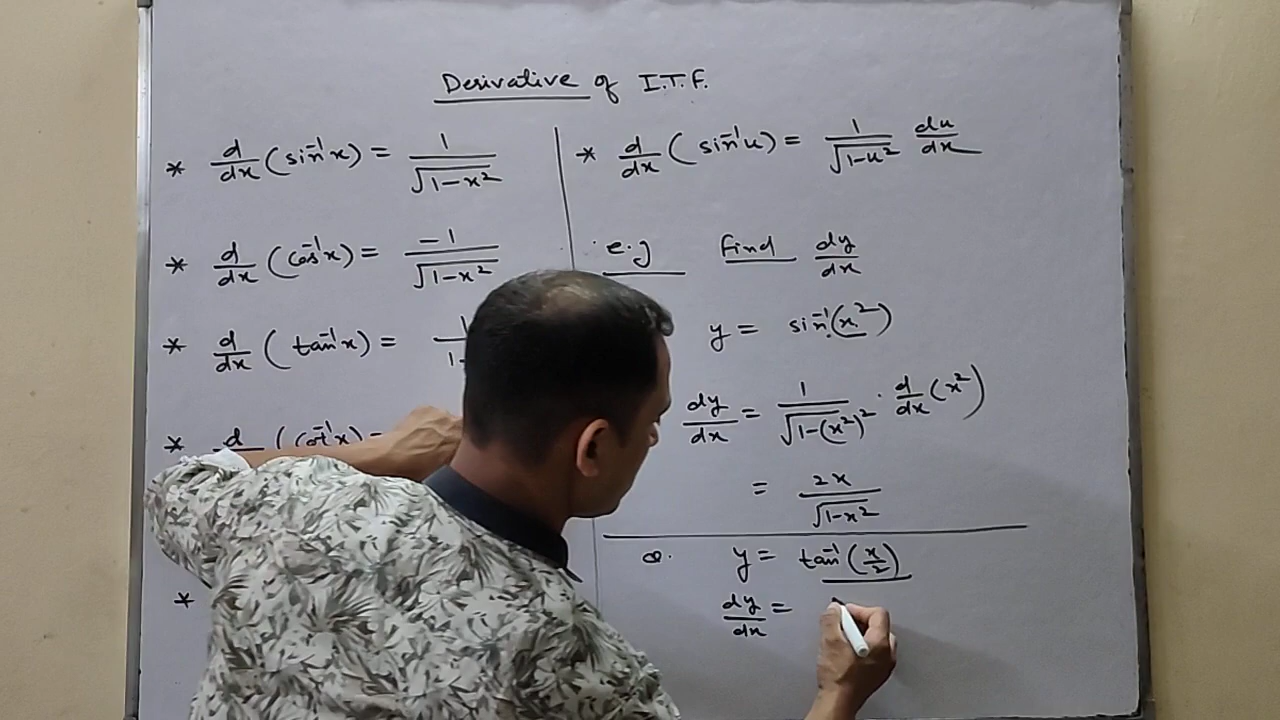 Derivative of I.T.F.
* d/dx (sin⁻¹x) = 1/√(1-x²)
* d/dx (cos⁻¹x) = -1/√(1-x²)
* d/dx (tan⁻¹x) =
* d (cot⁻¹x) =
*
* d/dx (sin⁻¹u) = 1/√(1-u²) du/dx
e.g Find dy/dx
y = sin⁻¹(x²)
dy/dx = 1/√(1-(x²)²) · d/dx (x²)
= 2x/√(1-x²)
Q. y = tan⁻¹(x/2)
dy/dx =